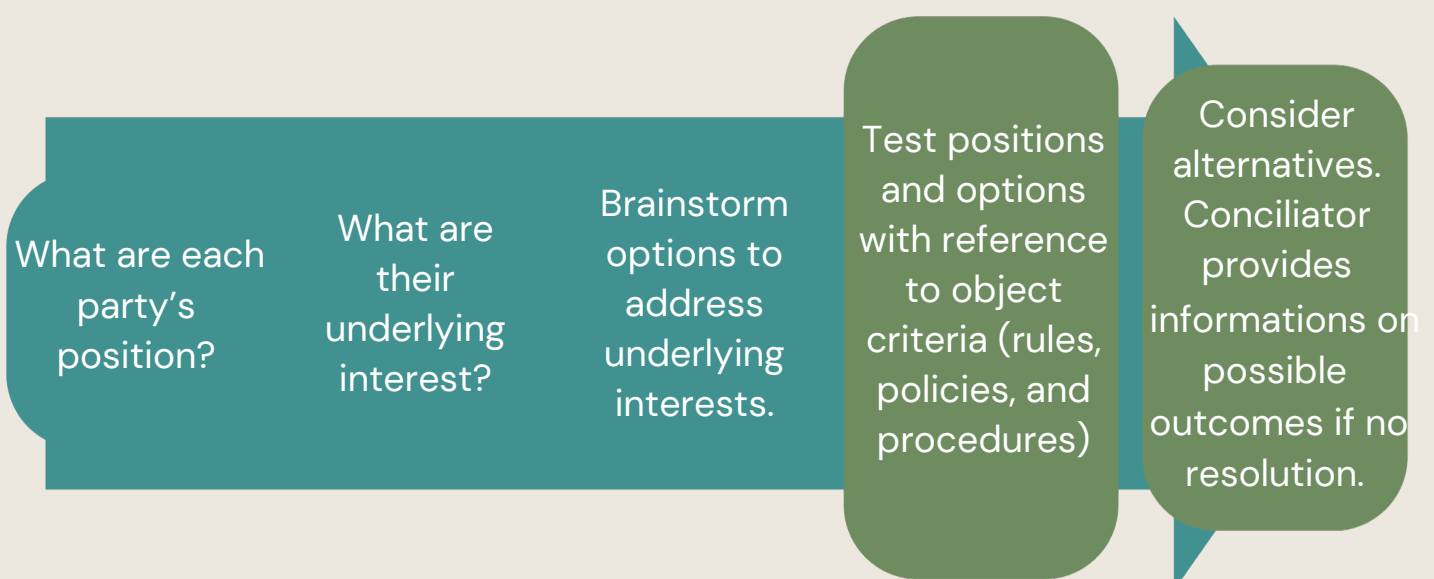 What are each
party’s
position?
What are
their
underlying
interest?
Brainstorm
options to
address
underlying
interests.
Test positions
and options
with reference
to object
criteria (rules,
policies, and
procedures)
Consider
alternatives.
Conciliator
provides
informations on
possible
outcomes if no
resolution.